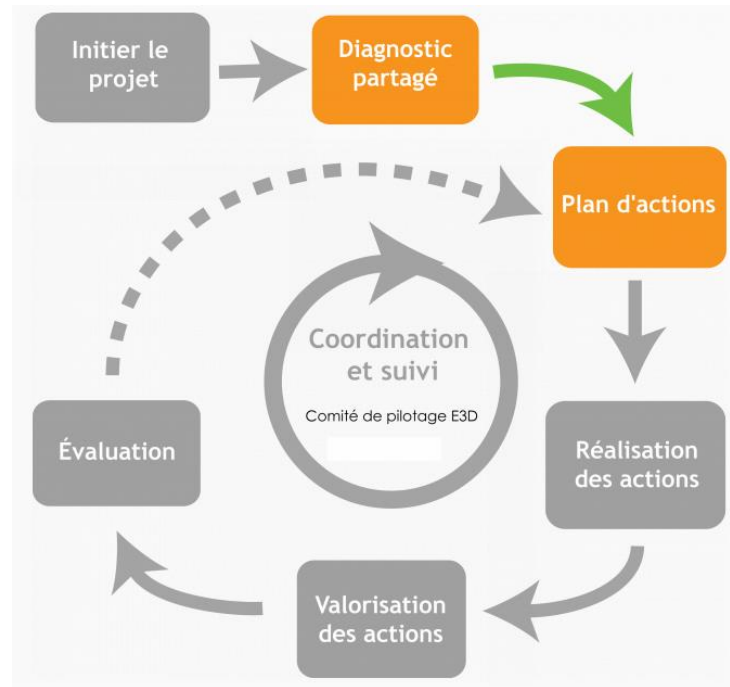 Initier le
projet
Diagnostic
partagé
Plan d'actions
Coordination
et suivi
Comité de pilotage E3D
Évaluation
Réalisation
des actions
Valorisation
des actions